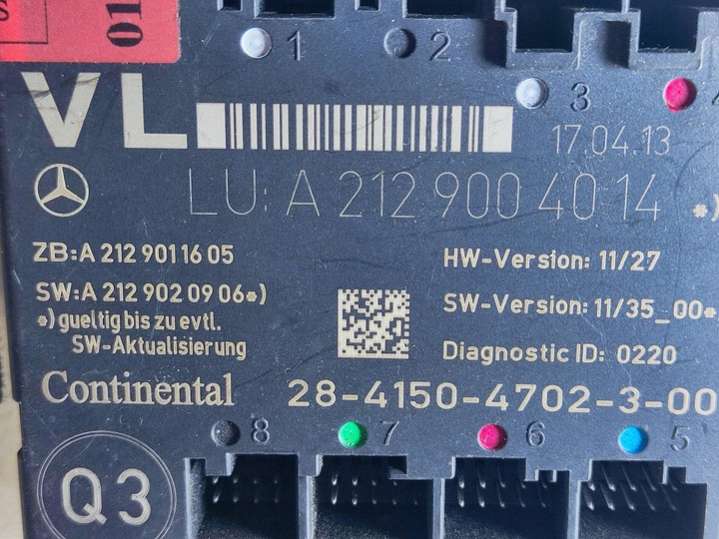 01
1 2
3 4
VL
17.04.13
LU: A 212 900 40 14 *)
ZB:A 212 901 16 05
HW-Version: 11/27
SW:A 212 902 09 06*)
SW-Version: 11/35_00*
*)gueltig bis zu evtl.
SW-Aktualisierung
Diagnostic ID: 0220
Continental 28-4150-4702-3-00
8 7 6 5
Q3